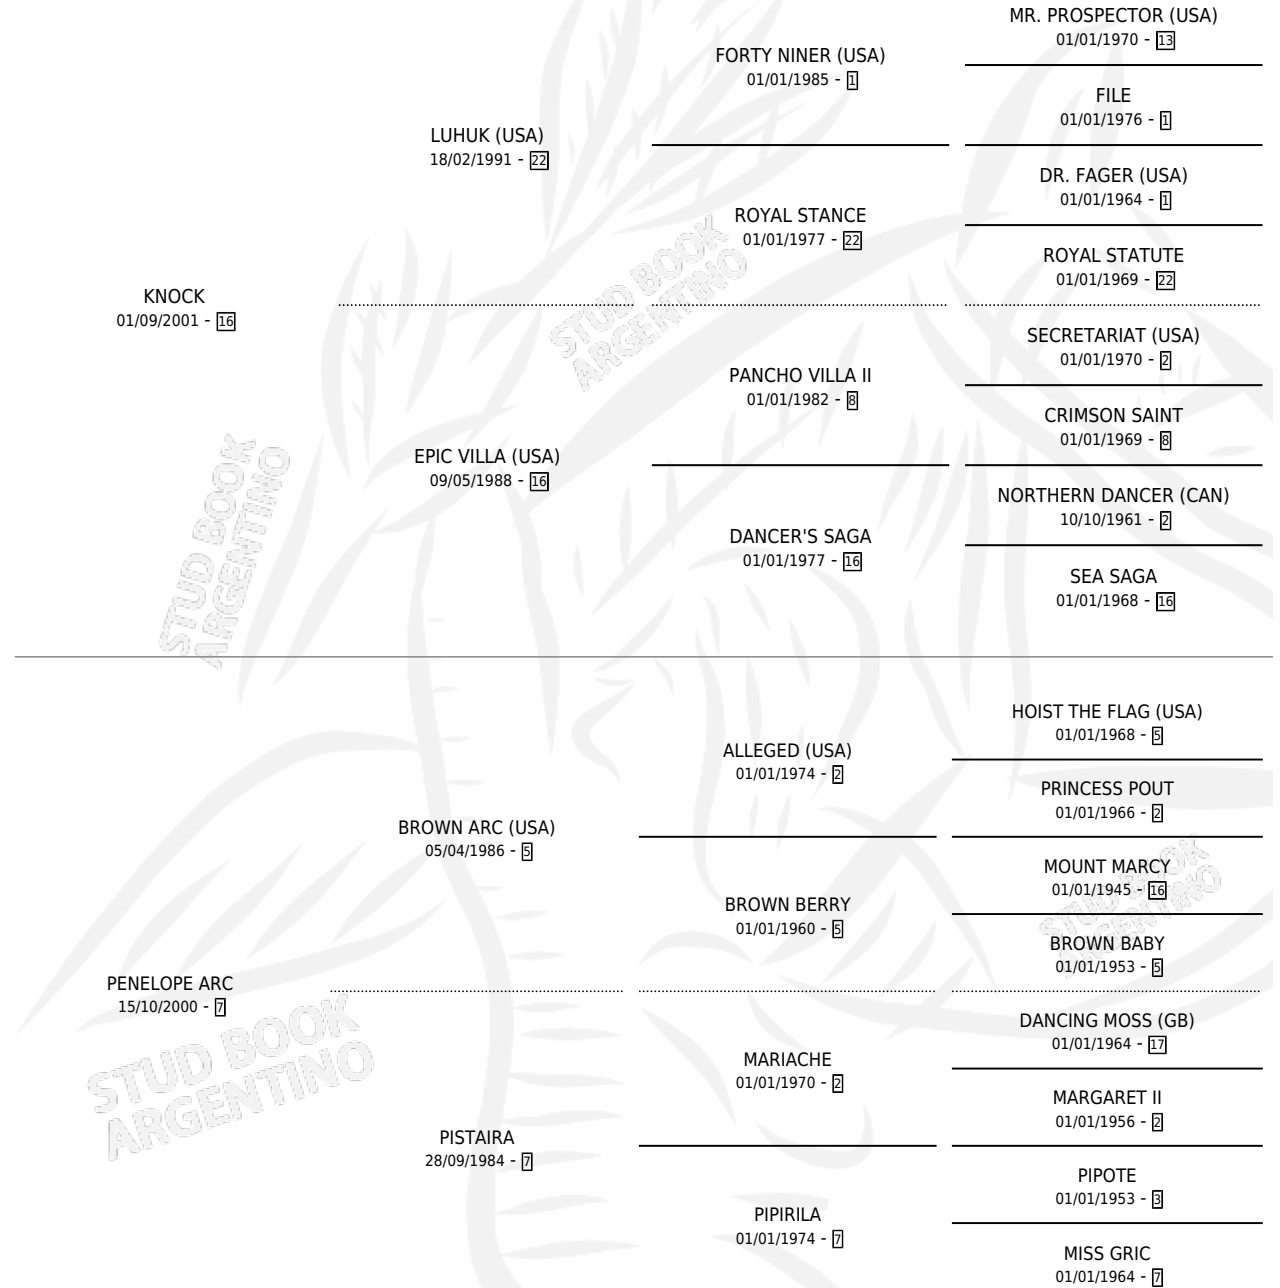 MR. PROSPECTOR (USA)
01/01/1970 - 13
FORTY NINER (USA)
01/01/1985 - 1
FILE
01/01/1976 - 1
LUHUK (USA)
18/02/1991 - 22
DR. FAGER (USA)
01/01/1964 - 1
ROYAL STANCE
01/01/1977 - 22
ROYAL STATUTE
01/01/1969 - 22
KNOCK
01/09/2001 - 16
STUD BOOK
ARGENTINO
SECRETARIAT (USA)
01/01/1970 - 2
PANCHO VILLA II
01/01/1982 - 8
CRIMSON SAINT
01/01/1969 - 8
EPIC VILLA (USA)
09/05/1988 - 16
NORTHERN DANCER (CAN)
10/10/1961 - 2
DANCER'S SAGA
01/01/1977 - 16
SEA SAGA
01/01/1968 - 16
STUD BOOK
ARGENTINO
HOIST THE FLAG (USA)
01/01/1968 - 5
ALLEGED (USA)
01/01/1974 - 2
PRINCESS POUT
01/01/1966 - 2
BROWN ARC (USA)
05/04/1986 - 5
MOUNT MARCY
01/01/1945 - 16
BROWN BERRY
01/01/1960 - 5
BROWN BABY
01/01/1953 - 5
STUD BOOK
ARGENTINO
PENELOPE ARC
15/10/2000 - 7
DANCING MOSS (GB)
01/01/1964 - 17
MARIACHE
01/01/1970 - 2
MARGARET II
01/01/1956 - 2
STUD BOOK
ARGENTINO
PISTAIRA
28/09/1984 - 7
PIPOTE
01/01/1953 - 3
PIPIRILA
01/01/1974 - 7
MISS GRIC
01/01/1964 - 7